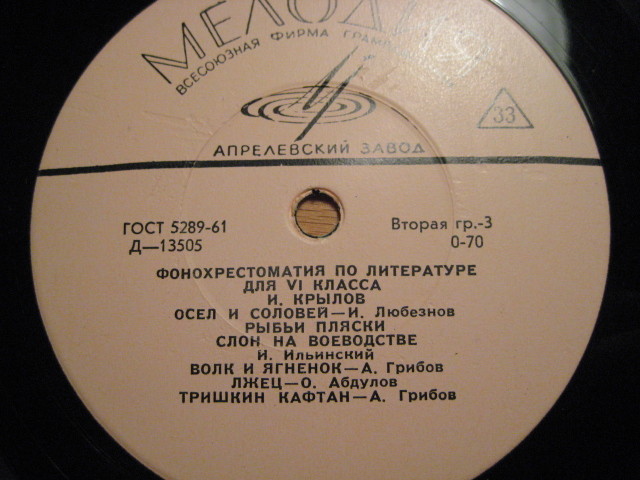 МЕЛОДИ
ВСЕСОЮЗНАЯ ФИРМА ГРАМ
33
АПРЕЛЕВСКИЙ ЗАВОД
ГОСТ 5289-61
Вторая гр.-3
Д—13505
0-70
ФОНОХРЕСТОМАТИЯ ПО ЛИТЕРАТУРЕ
ДЛЯ VI КЛАССА
И. КРЫЛОВ
ОСЕЛ И СОЛОВЕЙ—И. Любезнов
РЫБЬИ ПЛЯСКИ
СЛОН НА ВОЕВОДСТВЕ
И. Ильинский
ВОЛК И ЯГНЕНОК—А. Грибов
ЛЖЕЦ—О. Абдулов
ТРИШКИН КАФТАН—А. Грибов